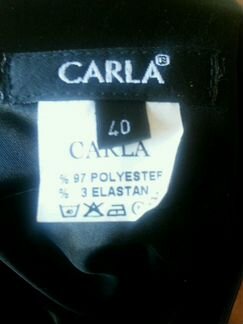 CARLA®
40
CARLA
% 97 POLYESTER
% 3 ELASTAN